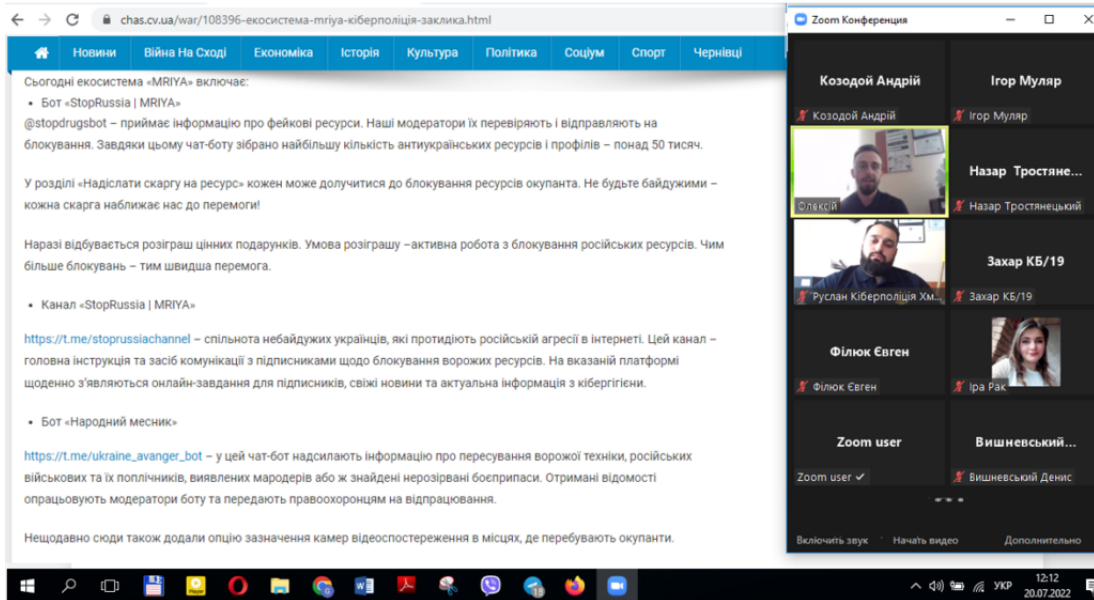 chas.cv.ua/war/108396-екосистема-mriya-кіберполіція-заклика.html
Новини Війна На Сході Економіка Історія Культура Політика Соціум Спорт Чернівці
Сьогодні екосистема «MRIYA» включає:
• Бот «StopRussia | MRIYA»
@stopdrugsbot – приймає інформацію про фейкові ресурси. Наші модератори їх перевіряють і відправляють на
блокування. Завдяки цьому чат-боту зібрано найбільшу кількість антиукраїнських ресурсів і профілів – понад 50 тисяч.
У розділі «Надіслати скаргу на ресурс» кожен може долучитися до блокування ресурсів окупанта. Не будьте байдужими –
кожна скарга наближає нас до перемоги!
Наразі відбувається розіграш цінних подарунків. Умова розіграшу –активна робота з блокування російських ресурсів. Чим
більше блокувань – тим швидша перемога.
• Канал «StopRussia | MRIYA»
https://t.me/stoprussiachannel – спільнота небайдужих українців, які протидіють російській агресії в інтернеті. Цей канал –
головна інструкція та засіб комунікації з підписниками щодо блокування ворожих ресурсів. На вказаній платформі
щоденно з'являються онлайн-завдання для підписників, свіжі новини та актуальна інформація з кібергігієни.
• Бот «Народний месник»
https://t.me/ukraine_avanger_bot – у цей чат-бот надсилають інформацію про пересування ворожої техніки, російських
військових та їх поплічників, виявлених мародерів або ж знайдені нерозірвані боєприпаси. Отримані відомості
опрацьовують модератори боту та передають правоохоронцям на відпрацювання.
Нещодавно сюди також додали опцію зазначення камер відеоспостереження в місцях, де перебувають окупанти.
Zoom Конференция
Козодой Андрій
Козодой Андрій
Ігор Муляр
Ігор Муляр
Олексій
Назар Тростяне...
Назар Тростянецький
Руслан Кіберполіція Хм...
Захар КБ/19
Захар КБ/19
Філюк Євген
Філюк Євген
Іра Рак
Zoom user
Zoom user
Вишневський...
Вишневський Денис
Включить звук Начать видео Дополнительно
18
УКР
12:12
20.07.2022